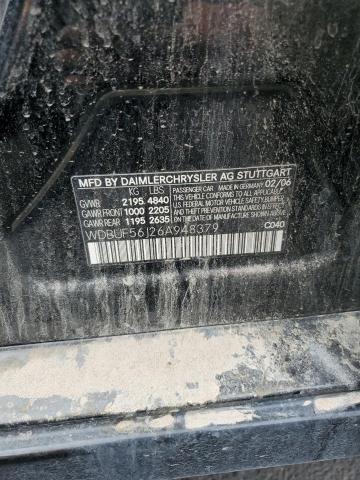 MFD BY DAIMLERCHRYSLER AG STUTTGART
KG LBS
GVWR 2195 4840
GAWR FRONT 1000 2205
GAWR REAR 1195 2635
PASSENGER CAR MADE IN GERMANY 02/06
THIS VEHICLE CONFORMS TO ALL APPLICABLE
U.S. FEDERAL MOTOR VEHICLE SAFETY, BUMPER,
AND THEFT PREVENTION STANDARDS IN EFFECT
ON THE DATE OF MANUFACTURE SHOWN ABOVE.
WDBUF56J26A948379
C040